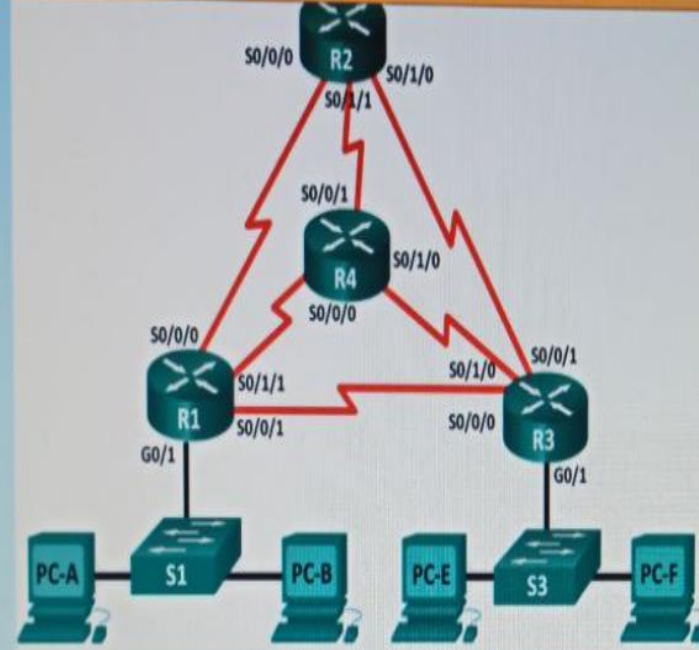 R2
S0/0/0
S0/1/0
S0/1/1
S0/0/1
R4
S0/1/0
S0/0/0
S0/0/0
S0/1/1
R1
S0/0/1
G0/1
S0/1/0
S0/0/1
S0/0/0
R3
G0/1
PC-A
S1
PC-B
PC-E
S3
PC-F